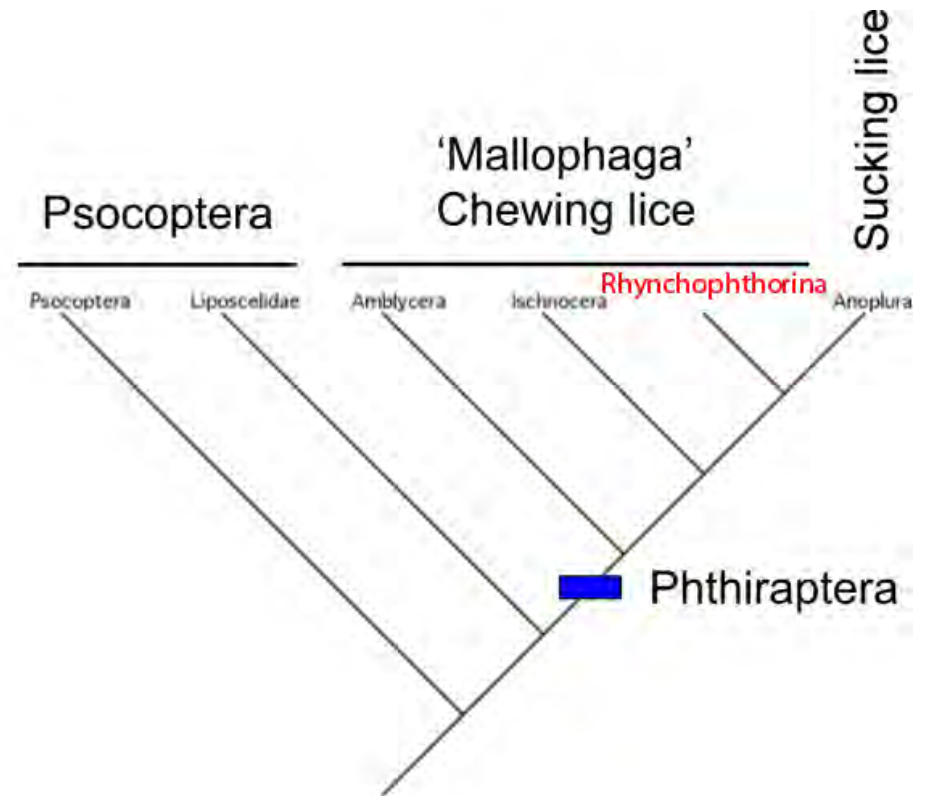 Sucking lice
‘Mallophaga’
Chewing lice
Psocoptera
Rhynchophthorina
Psocoptera
Liposcelidae
Amblycera
Ischnocera
Anoplura
Phthiraptera